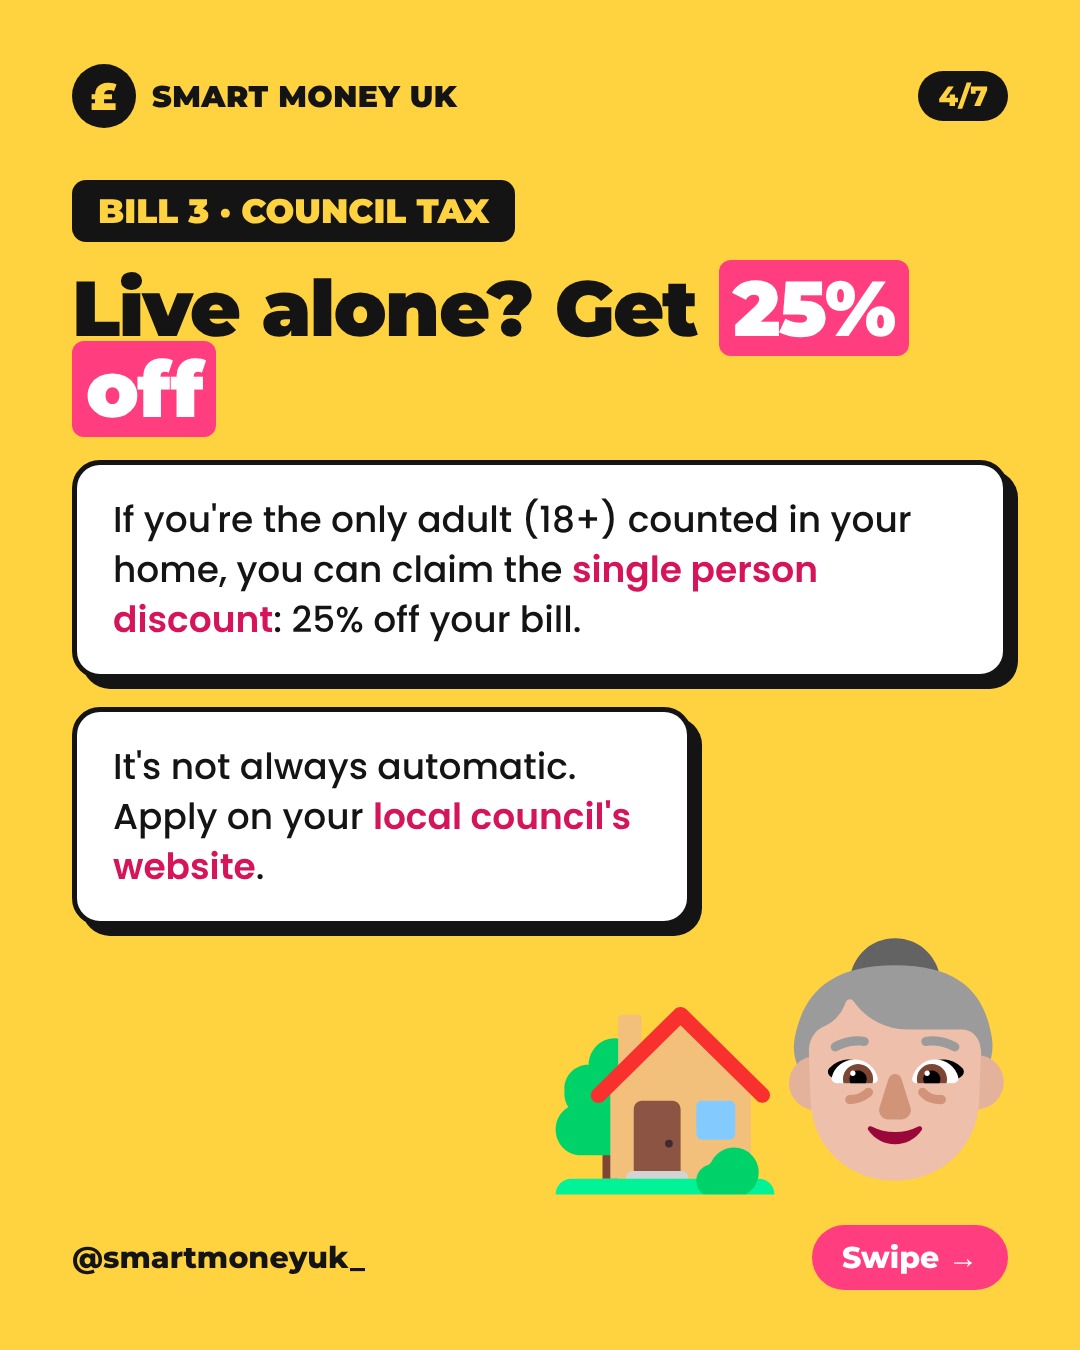 £ SMART MONEY UK
4/7
BILL 3 • COUNCIL TAX
Live alone? Get 25%
off
If you're the only adult (18+) counted in your
home, you can claim the single person
discount: 25% off your bill.
It's not always automatic.
Apply on your local council's
website.
@smartmoneyuk_
Swipe →